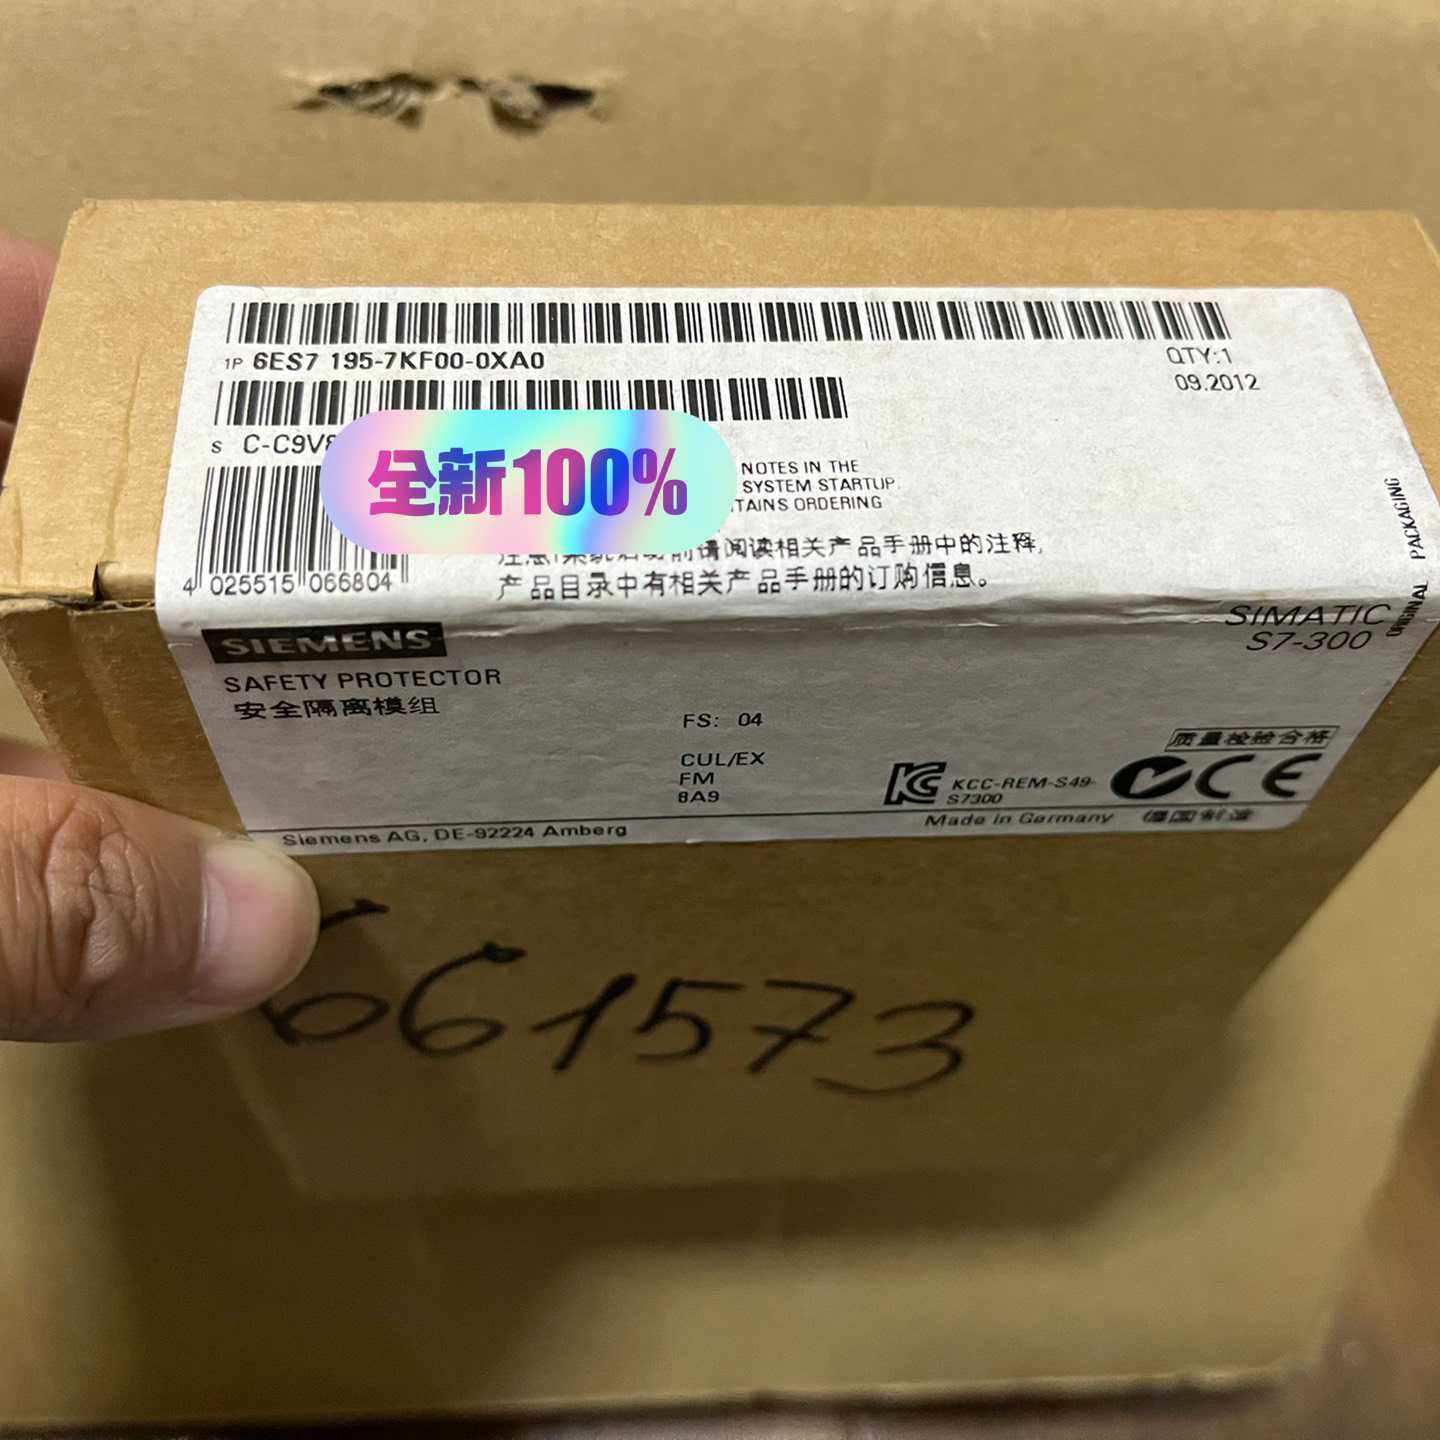 1P 6ES7 195-7KF00-0XA0
QTY:1
09.2012
S C-C9V8
全新100%
NOTES IN THE
SYSTEM STARTUP.
TAINS ORDERING
注意!系统启动前请阅读相关产品手册中的注释,
产品目录中有相关产品手册的订购信息。
4 025515 066804
ORIGINAL PACKAGING
SIEMENS
SIMATIC
S7-300
SAFETY PROTECTOR
安全隔离模组
FS: 04
质量检验合格
CUL/EX
FM
8A9
KCC-REM-S49-
S7300
CE
Siemens AG, DE-92224 Amberg
Made in Germany 德国制造
661573